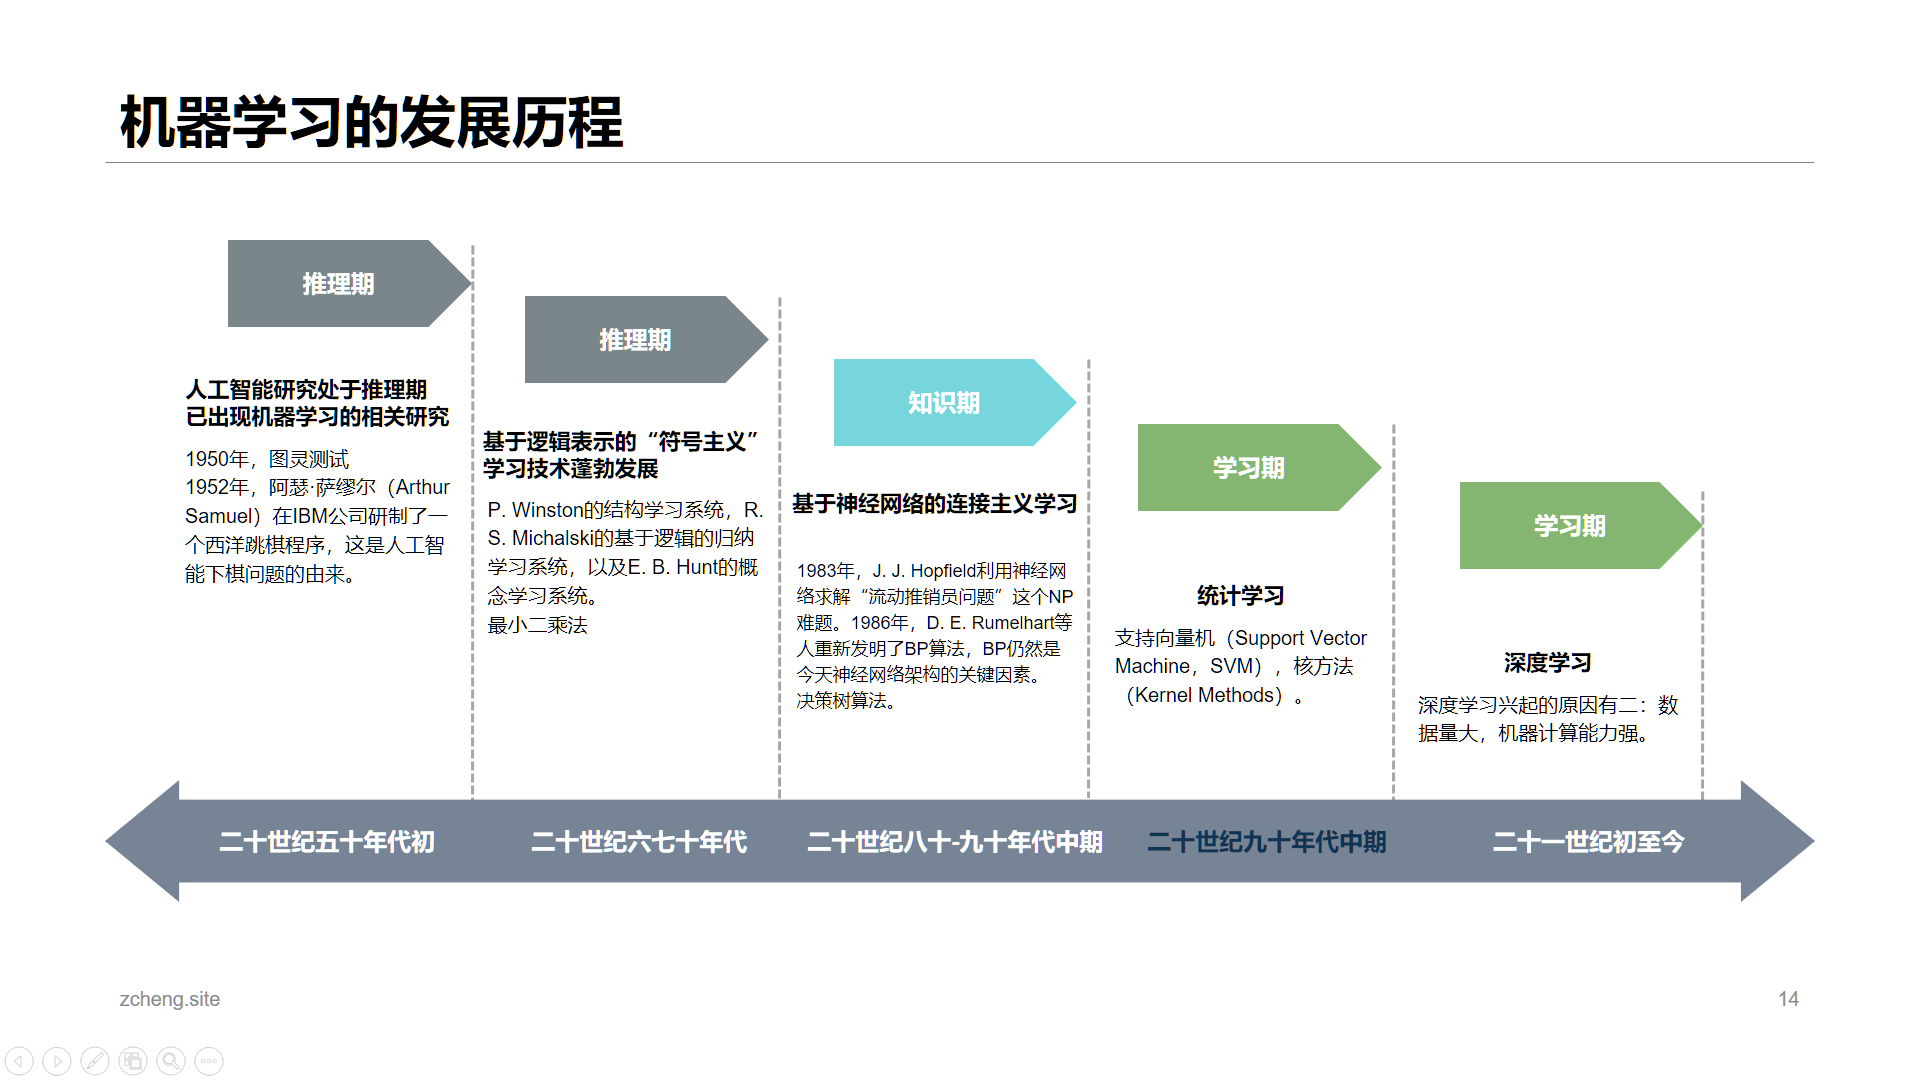 机器学习的发展历程
推理期
人工智能研究处于推理期
已出现机器学习的相关研究
1950年，图灵测试
1952年，阿瑟·萨缪尔（Arthur
Samuel）在IBM公司研制了一
个西洋跳棋程序，这是人工智
能下棋问题的由来。
推理期
基于逻辑表示的“符号主义”
学习技术蓬勃发展
P. Winston的结构学习系统，R.
S. Michalski的基于逻辑的归纳
学习系统，以及E. B. Hunt的概
念学习系统。
最小二乘法
知识期
基于神经网络的连接主义学习
1983年，J. J. Hopfield利用神经网
络求解“流动推销员问题”这个NP
难题。1986年，D. E. Rumelhart等
人重新发明了BP算法，BP仍然是
今天神经网络架构的关键因素。
决策树算法。
学习期
统计学习
支持向量机（Support Vector
Machine，SVM），核方法
（Kernel Methods）。
学习期
深度学习
深度学习兴起的原因有二：数
据量大，机器计算能力强。
二十世纪五十年代初
二十世纪六七十年代
二十世纪八十-九十年代中期
二十世纪九十年代中期
二十一世纪初至今
zcheng.site
14